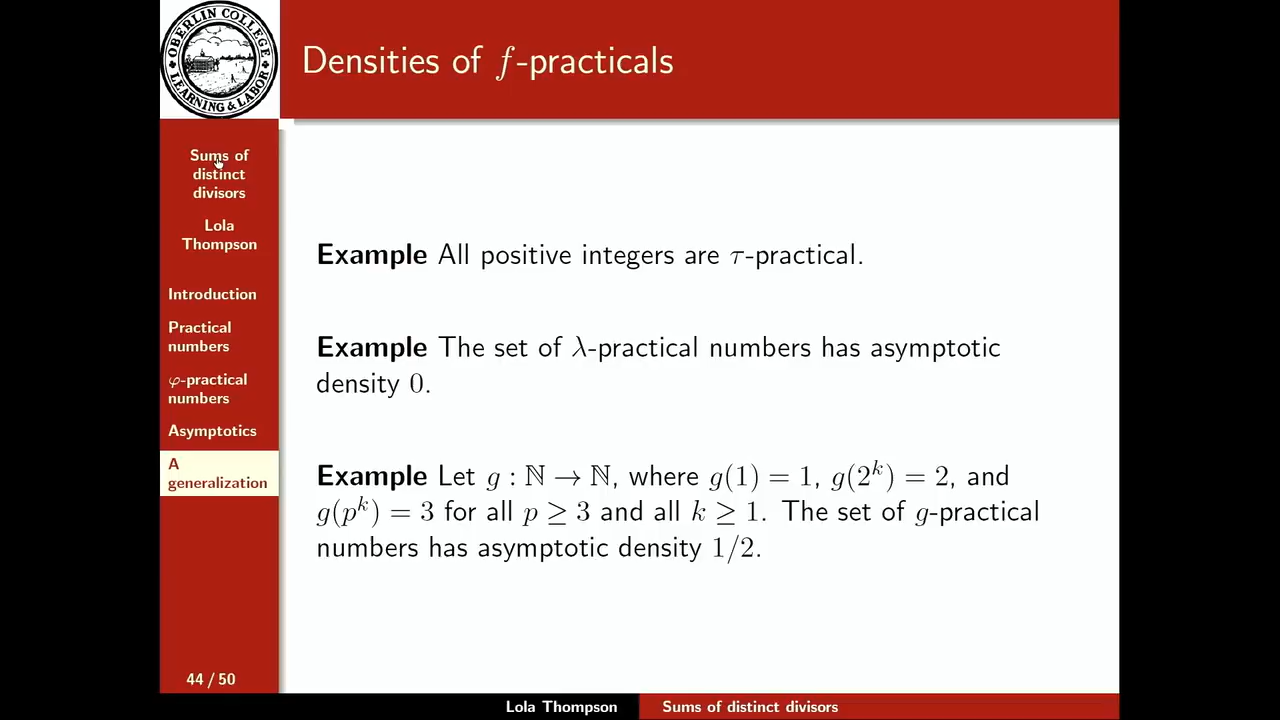 OBERLIN COLLEGE
LEARNING & LABOR
Densities of f-practicals
Sums of
distinct
divisors
Lola
Thompson
Introduction
Practical
numbers
φ-practical
numbers
Asymptotics
A
generalization
44 / 50
Example All positive integers are τ-practical.
Example The set of λ-practical numbers has asymptotic
density 0.
Example Let g : ℕ → ℕ, where g(1) = 1, g(2^k) = 2, and
g(p^k) = 3 for all p ≥ 3 and all k ≥ 1. The set of g-practical
numbers has asymptotic density 1/2.
Lola Thompson
Sums of distinct divisors